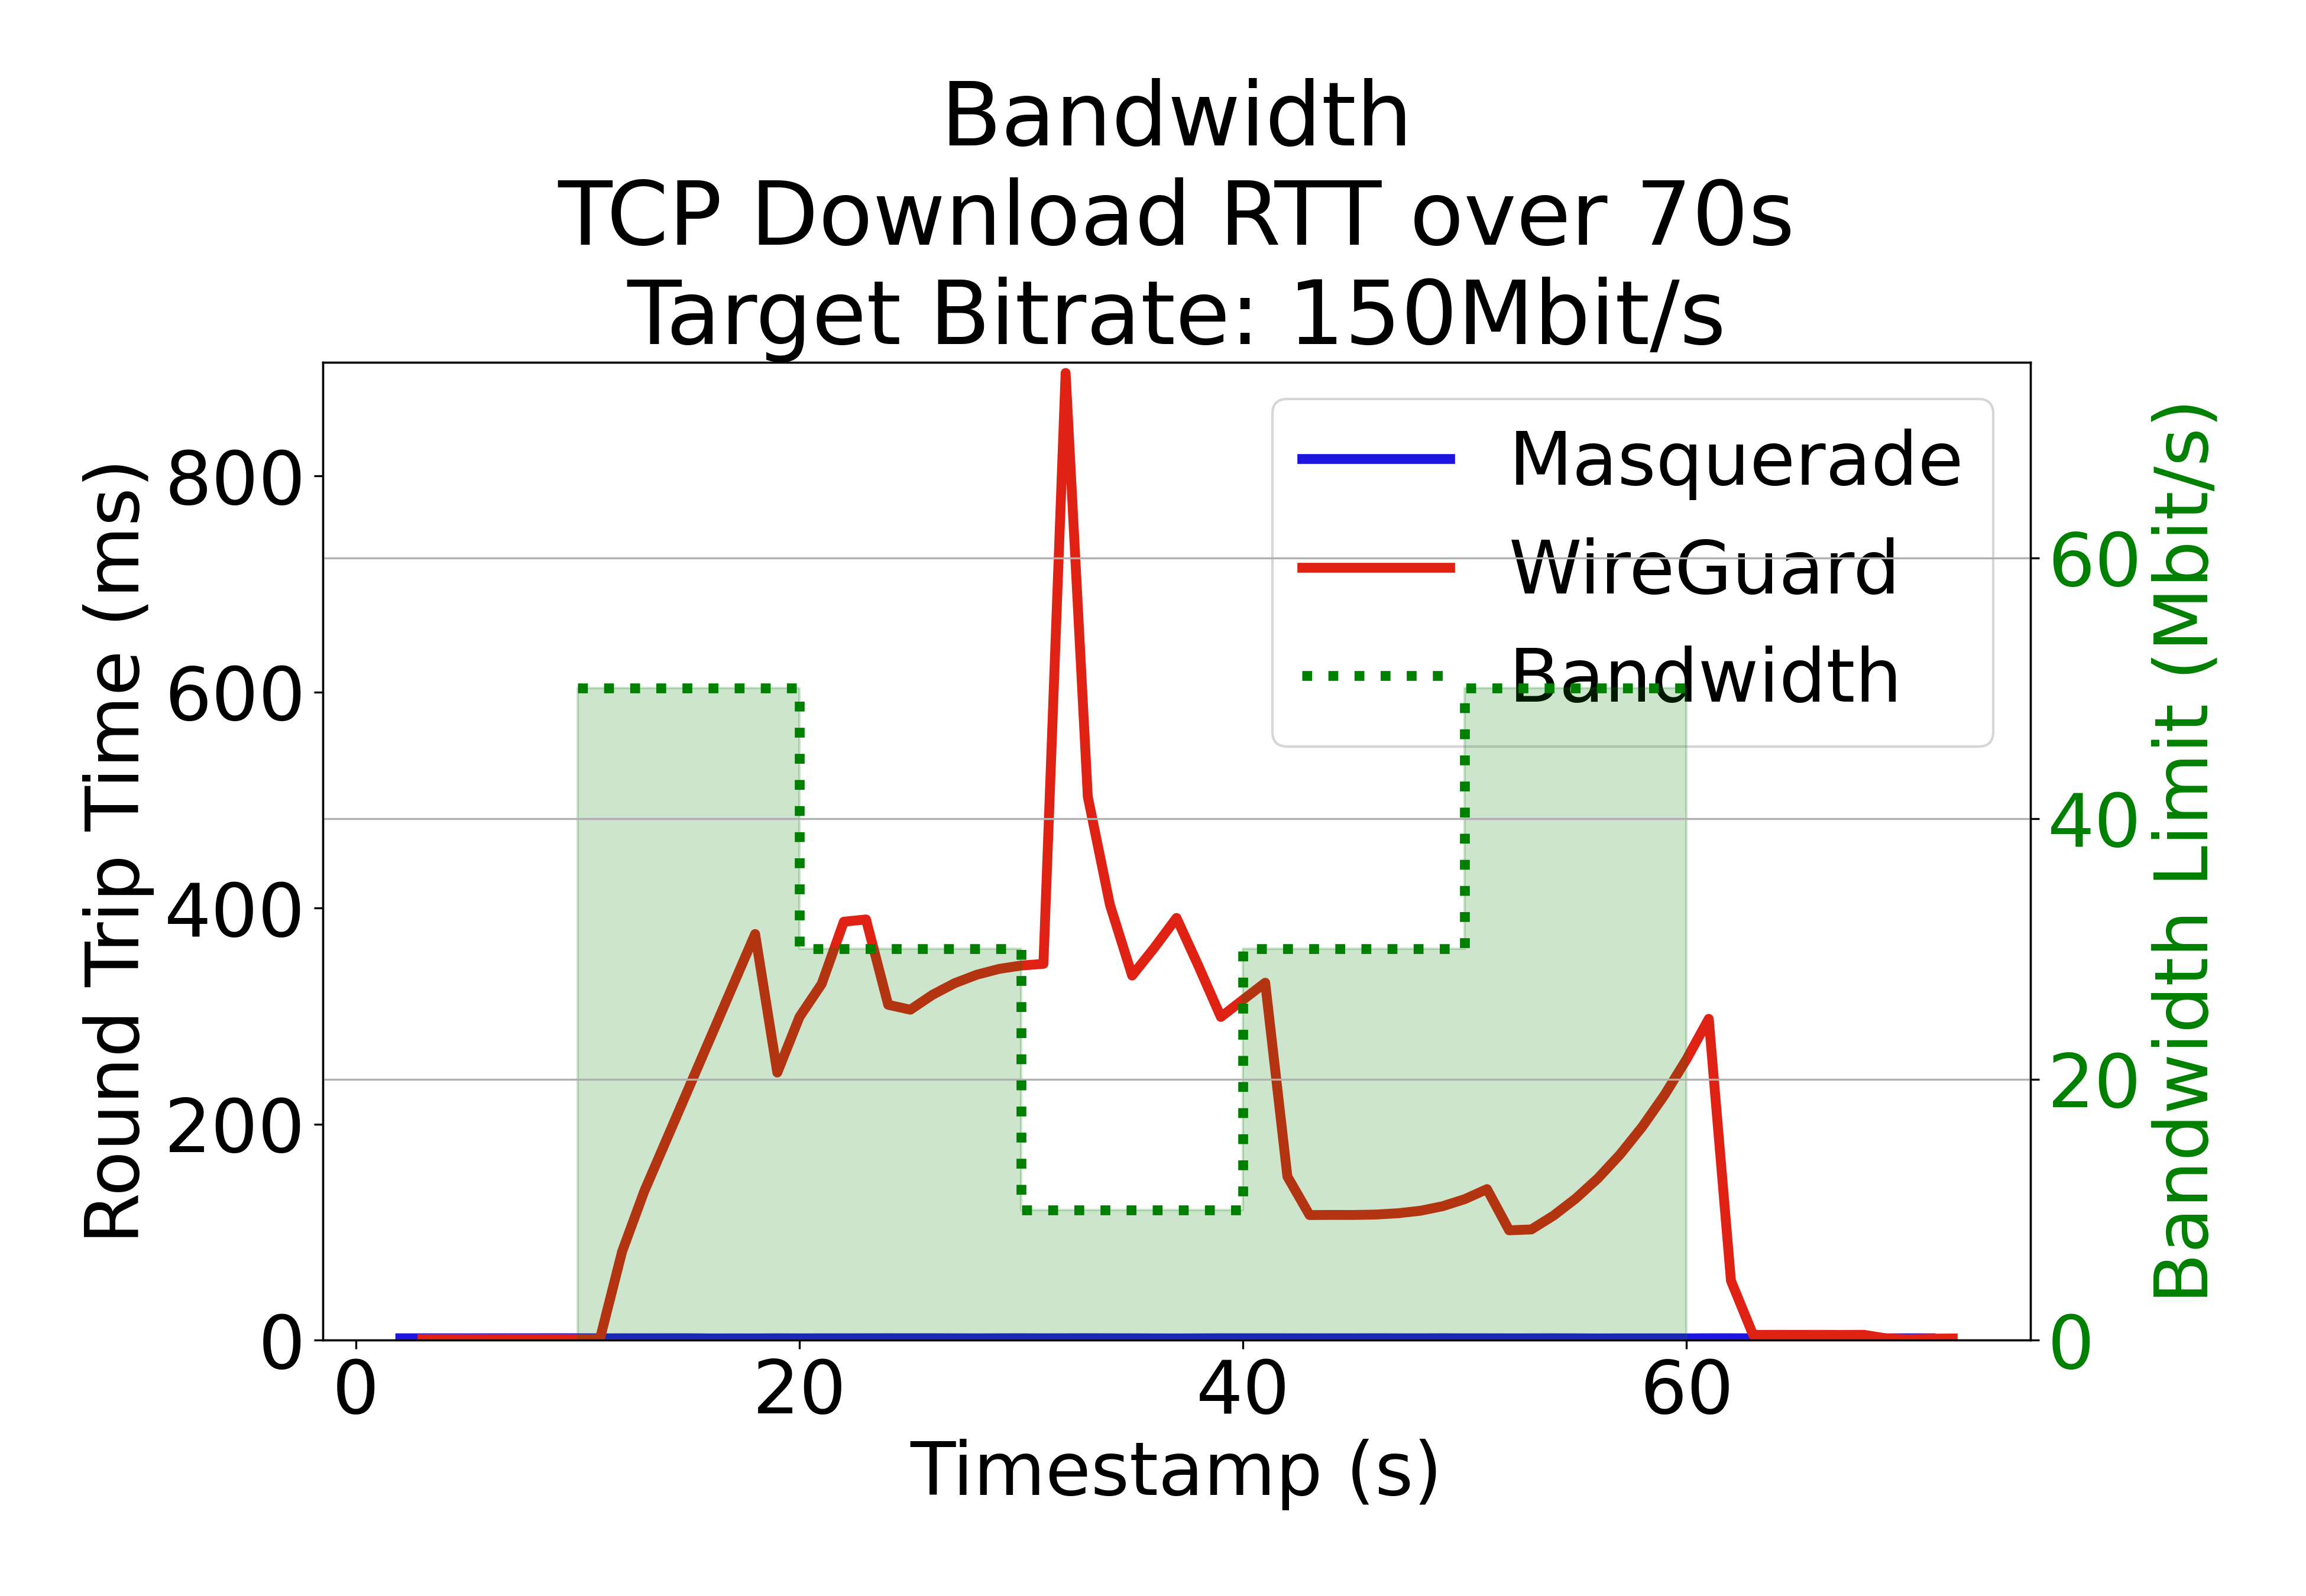 Bandwidth
TCP Download RTT over 70s
Target Bitrate: 150Mbit/s
Round Trip Time (ms)
800
600
400
200
0
Masquerade
WireGuard
Bandwidth
60
40
20
0
Bandwidth Limit (Mbit/s)
0 20 40 60
Timestamp (s)